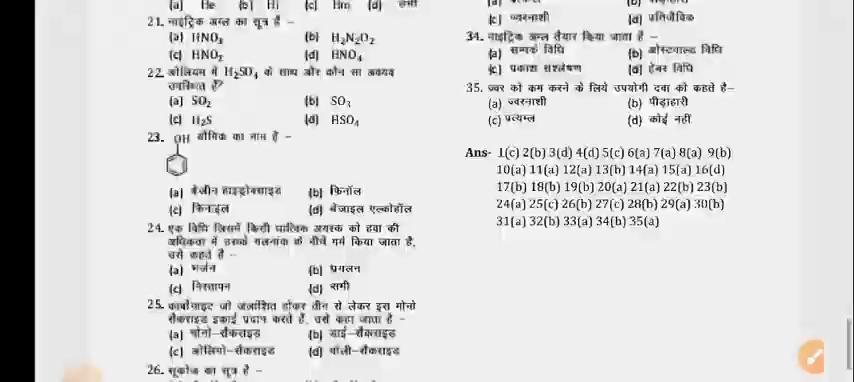 (a) He (b) Hi (c) Hm (d) सभी
21. नाइट्रिक अम्ल का सूत्र है –
(a) HNO₃ (b) H₂N₂O₂
(c) HNO₂ (d) HNO₄
22. ओलियम में H₂SO₄ के साथ और कौन सा अवयव
उपस्थित है?
(a) SO₂ (b) SO₃
(c) H₂S (d) HSO₄
23. OH यौगिक का नाम है –
(a) बेंजीन हाइड्रोक्साइड (b) फिनॉल
(c) फिनाइल (d) बेंजाइल एल्कोहॉल
24. एक विधि जिसमें किसी धात्विक अयस्क को हवा की
अधिकता में उसके गलनांक के नीचे गर्म किया जाता है,
उसे कहते है –
(a) भर्जन (b) प्रगलन
(c) निस्तापन (d) सभी
25. कार्बोहाइट जो जलांशित होकर तीन से लेकर दस मोनो
सैकराइड इकाई प्रदान करते हैं, उसे कहा जाता है –
(a) मोनो–सैकराइड (b) डाई–सैकराइड
(c) ओलिगो–सैकराइड (d) पॉली–सैकराइड
26. सूक्रोज का सूत्र है –
(c) ज्वरनाशी (d) प्रतिजैविक
34. नाइट्रिक अम्ल तैयार किया जाता है –
(a) सम्पर्क विधि (b) ओस्टवाल्ड विधि
(c) प्रकाश संश्लेषण (d) हेबर विधि
35. ज्वर को कम करने के लिये उपयोगी दवा को कहते है–
(a) ज्वरनाशी (b) पीड़ाहारी
(c) प्रत्यम्ल (d) कोई नहीं
Ans- 1(c) 2(b) 3(d) 4(d) 5(c) 6(a) 7(a) 8(a) 9(b)
10(a) 11(a) 12(a) 13(b) 14(a) 15(a) 16(d)
17(b) 18(b) 19(b) 20(a) 21(a) 22(b) 23(b)
24(a) 25(c) 26(b) 27(c) 28(b) 29(a) 30(b)
31(a) 32(b) 33(a) 34(b) 35(a)